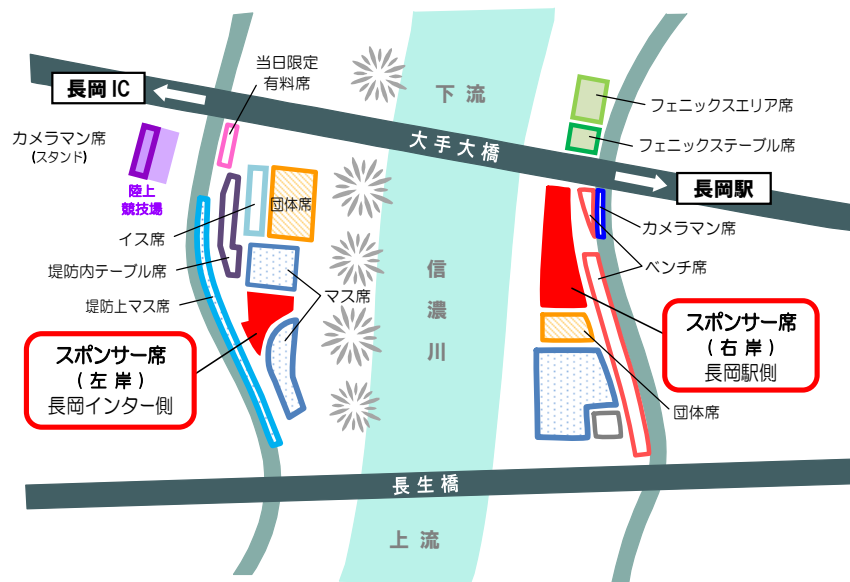 当日限定
有料席
長岡 IC
下 流
フェニックスエリア席
カメラマン席
(スタンド)
大手大橋
フェニックステーブル席
陸上
競技場
長岡駅
団体席
カメラマン席
イス席
ベンチ席
堤防内テーブル席
信濃川
マス席
堤防上マス席
スポンサー席
(左 岸)
長岡インター側
スポンサー席
(右 岸)
長岡駅側
団体席
長生橋
上 流